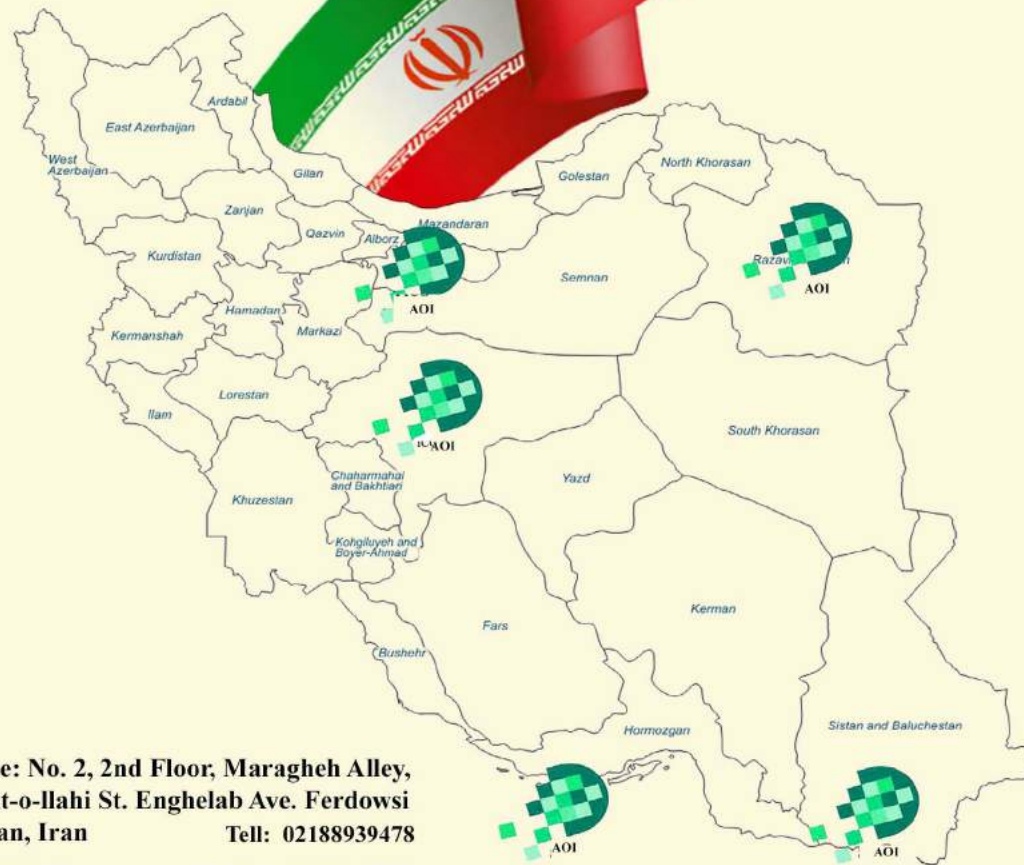 Ardabil
East Azerbaijan
West
Azerbaijan
Gilan
Golestan
North Khorasan
Zanjan
Mazandaran
Qazvin
Alborz
Kurdistan
Semnan
AOI
AOI
Hamadan
Markazi
Kermanshah
Lorestan
Ilam
South Khorasan
AOI
Chaharmahal
and Bakhtiari
Yazd
Khuzestan
Kohgiluyeh and
Boyer-Ahmad
Kerman
Fars
Bushehr
Hormozgan
Sistan and Baluchestan
No. 2, 2nd Floor, Maragheh Alley,
St. Enghelab Ave. Ferdowsi
Iran
Tell: 02188939478
AOI
AOI